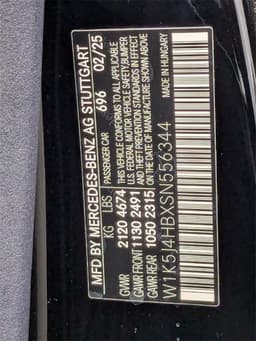 MFD BY MERCEDES-BENZ AG STUTTGART
PASSENGER CAR 696 02/25
KG LBS
GVWR 2120 4674
GAWR FRONT 1130 2491
GAWR REAR 1050 2315
THIS VEHICLE CONFORMS TO ALL APPLICABLE
U.S. FEDERAL MOTOR VEHICLE SAFETY/BUMPER
AND THEFT PREVENTION STANDARDS IN EFFECT
ON THE DATE OF MANUFACTURE SHOWN ABOVE.
MADE IN HUNGARY
W1K5J4HBXSN556344